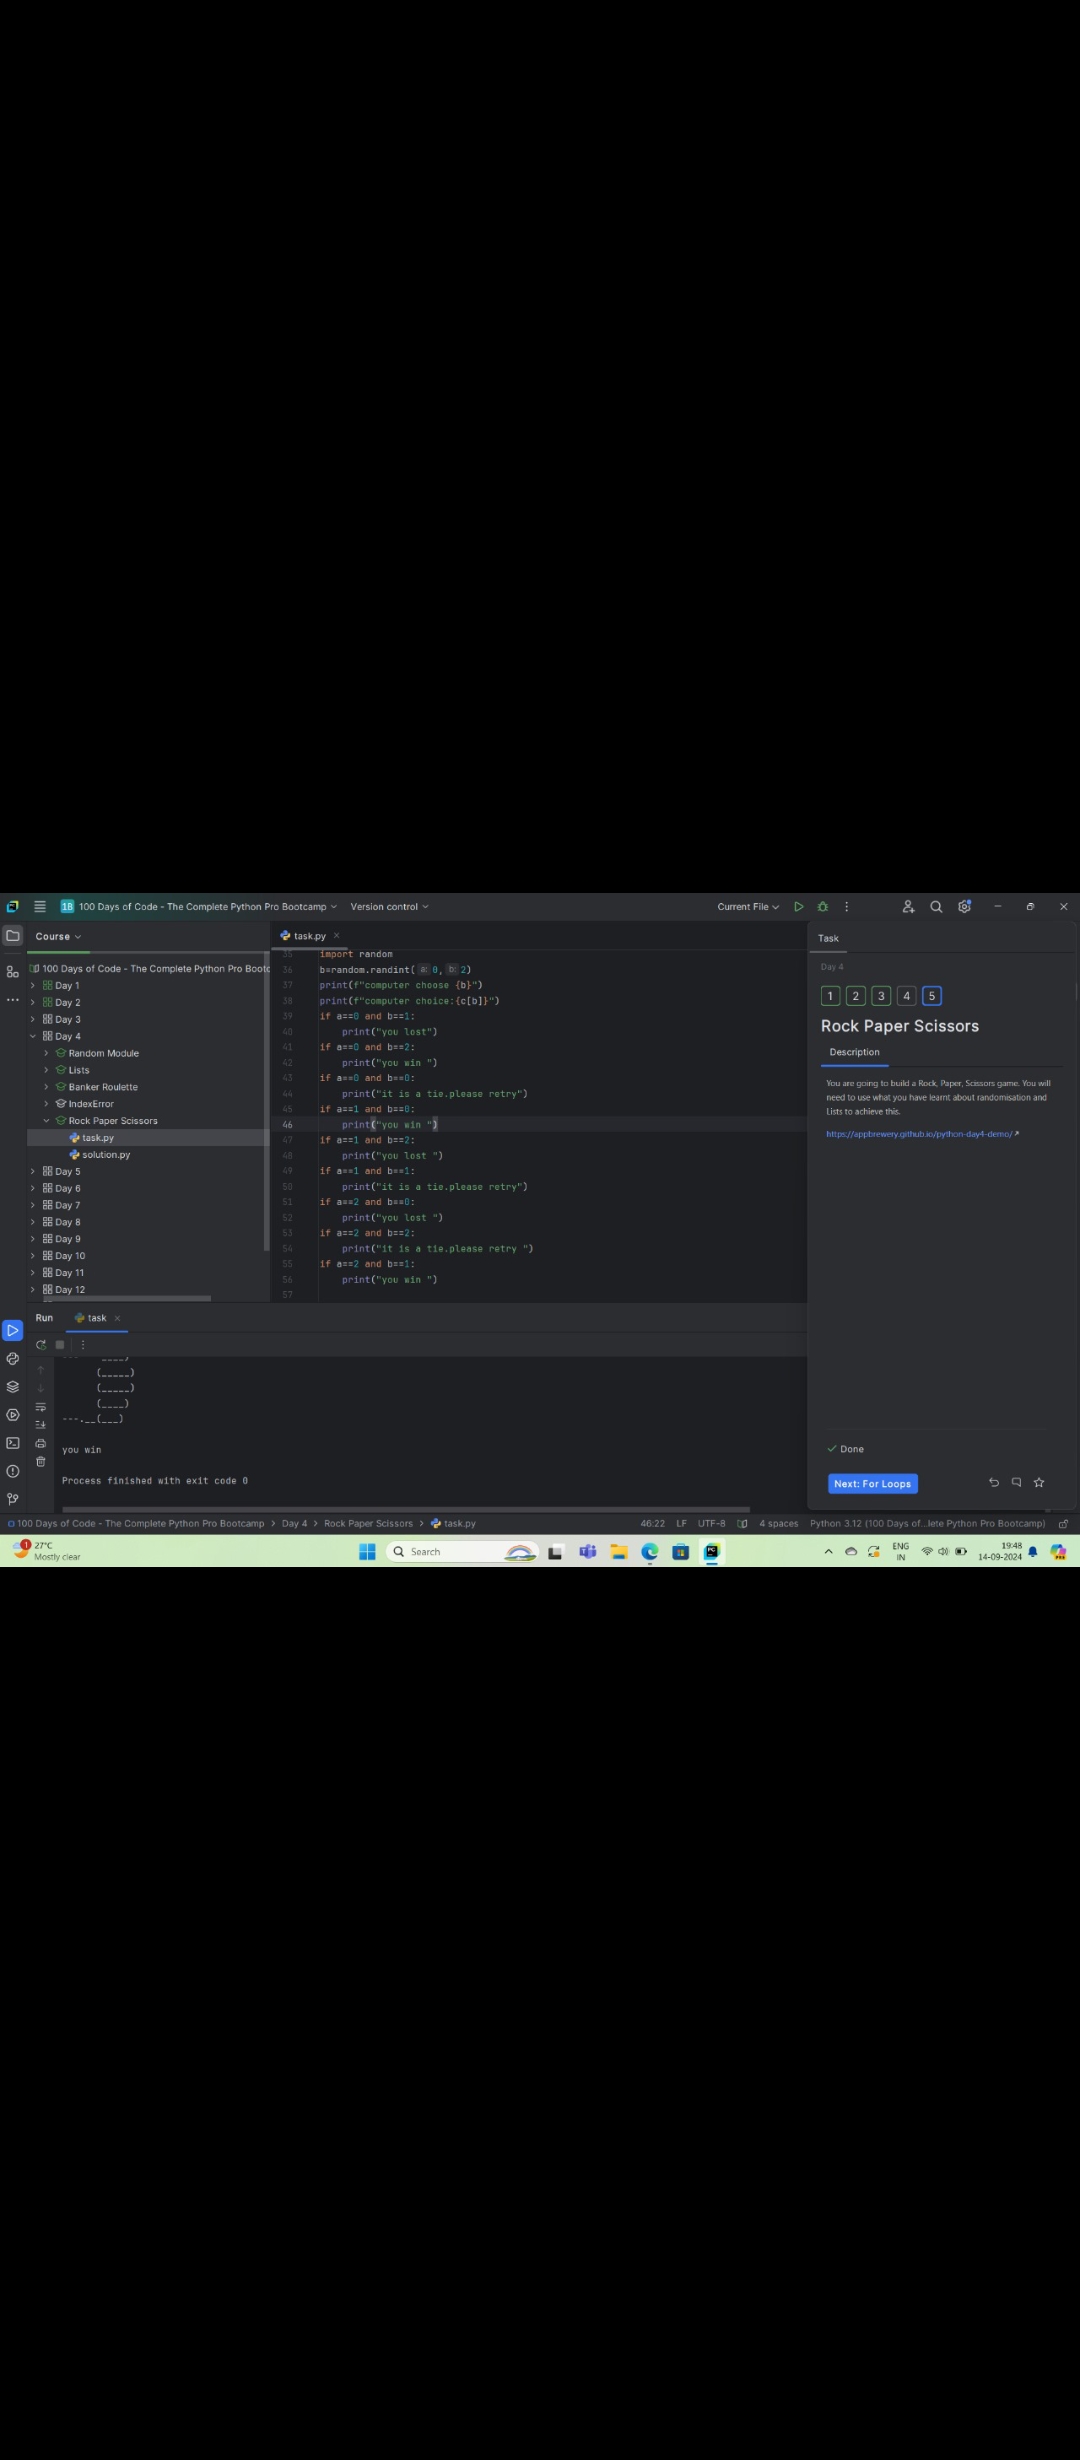 1B 100 Days of Code - The Complete Python Pro Bootcamp Version control Current File
Course
100 Days of Code - The Complete Python Pro Bootc
Day 1
Day 2
Day 3
Day 4
Random Module
Lists
Banker Roulette
IndexError
Rock Paper Scissors
task.py
solution.py
Day 5
Day 6
Day 7
Day 8
Day 9
Day 10
Day 11
Day 12
task.py
35 import random
36 b=random.randint( a: 0, b: 2)
37 print(f"computer choose {b}")
38 print(f"computer choice:{c[b]}")
39 if a==0 and b==1:
40 print("you lost")
41 if a==0 and b==2:
42 print("you win ")
43 if a==0 and b==0:
44 print("it is a tie.please retry")
45 if a==1 and b==0:
46 print("you win ")
47 if a==1 and b==2:
48 print("you lost ")
49 if a==1 and b==1:
50 print("it is a tie.please retry")
51 if a==2 and b==0:
52 print("you lost ")
53 if a==2 and b==2:
54 print("it is a tie.please retry ")
55 if a==2 and b==1:
56 print("you win ")
57
Task
Day 4
1 2 3 4 5
Rock Paper Scissors
Description
You are going to build a Rock, Paper, Scissors game. You will
need to use what you have learnt about randomisation and
Lists to achieve this.
https://appbrewery.github.io/python-day4-demo/
Done
Next: For Loops
Run task
(_____)
(_____)
(____)
---.__(___)
you win
Process finished with exit code 0
100 Days of Code - The Complete Python Pro Bootcamp > Day 4 > Rock Paper Scissors > task.py 46:22 LF UTF-8 4 spaces Python 3.12 (100 Days of...lete Python Pro Bootcamp)
1 27°C
Mostly clear
Search
ENG
IN
19:48
14-09-2024